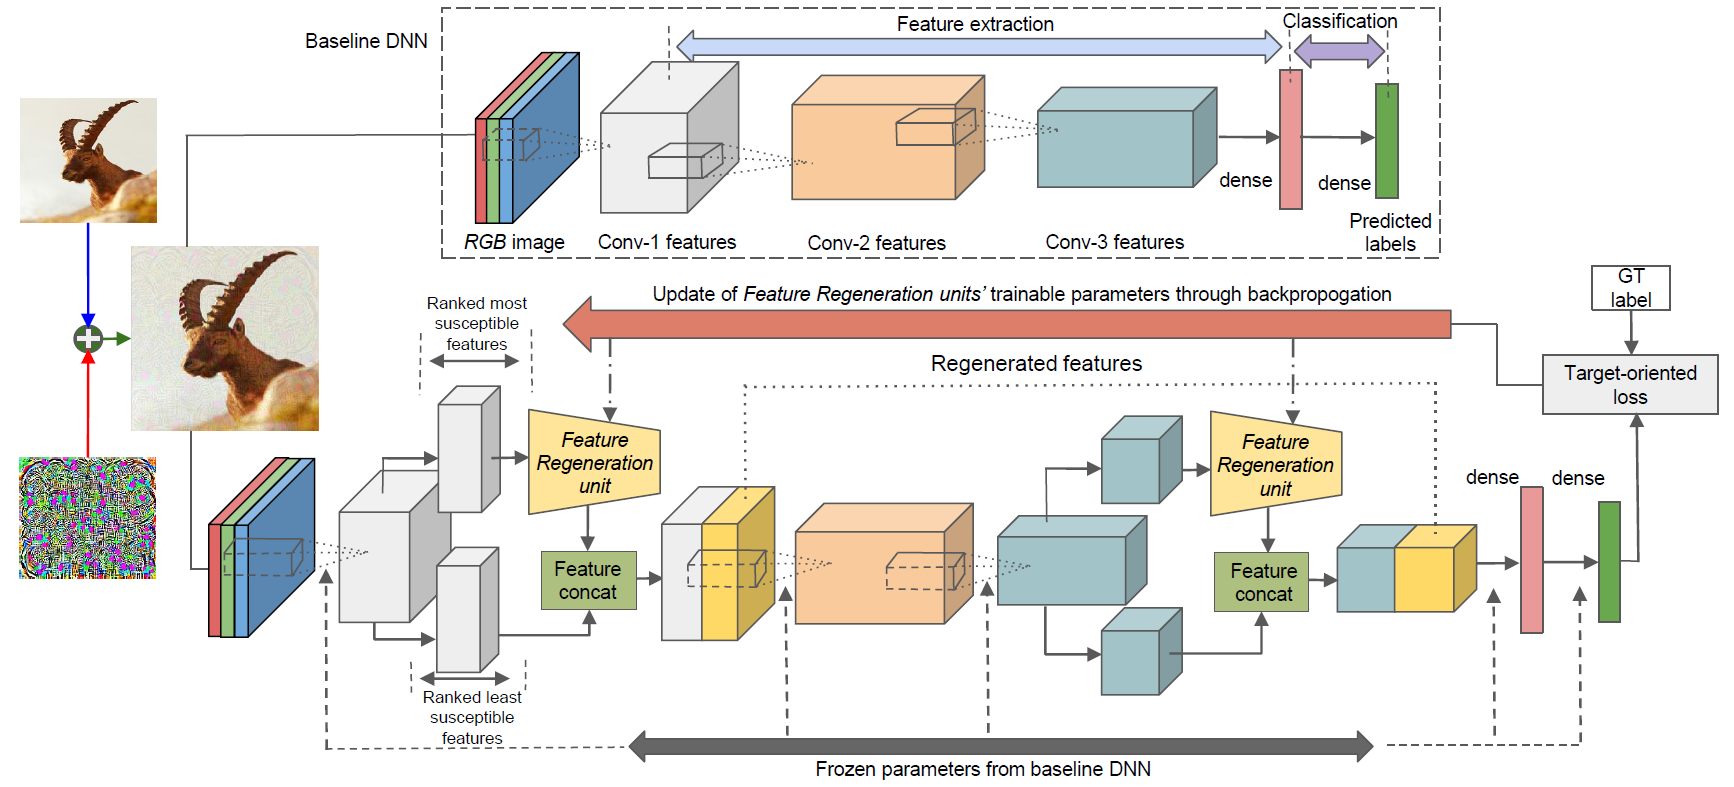 Feature extraction
Classification
Baseline DNN
dense
dense
Predicted
labels
RGB image
Conv-1 features
Conv-2 features
Conv-3 features
GT
label
Ranked most
susceptible
features
Update of Feature Regeneration units' trainable parameters through backpropogation
Regenerated features
Target-oriented
loss
Feature
Regeneration
unit
Feature
Regeneration
unit
dense
dense
Feature
concat
Feature
concat
Ranked least
susceptible
features
Frozen parameters from baseline DNN